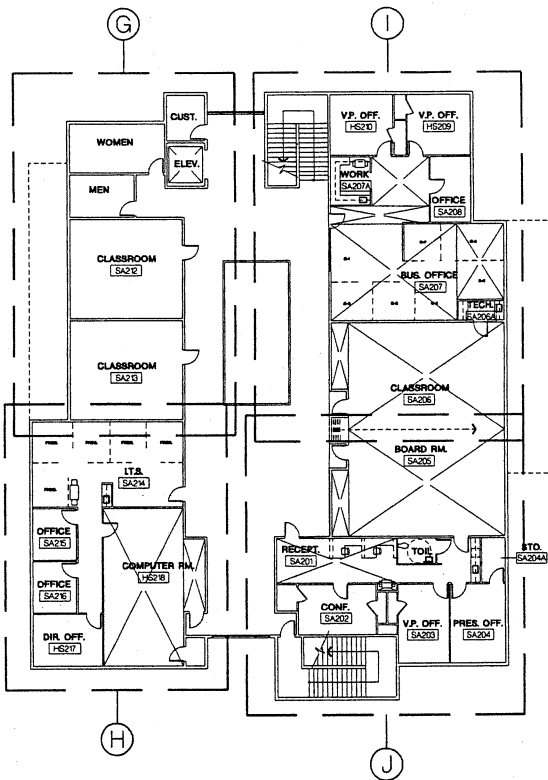 G
I
CUST.
V.P. OFF.
HS210
V.P. OFF.
HS209
WOMEN
ELEV.
WORK
SA207A
MEN
OFFICE
SA208
CLASSROOM
SA212
BUS. OFFICE
SA207
TECH.
SA206A
CLASSROOM
SA213
CLASSROOM
SA206
I.T.S.
SA214
BOARD RM.
SA205
OFFICE
SA215
RECEPT.
SA201
TOIL
STO.
SA204A
COMPUTER RM.
HS218
OFFICE
SA216
CONF.
SA202
V.P. OFF.
SA203
PRES. OFF.
SA204
DIR. OFF.
HS217
H
J